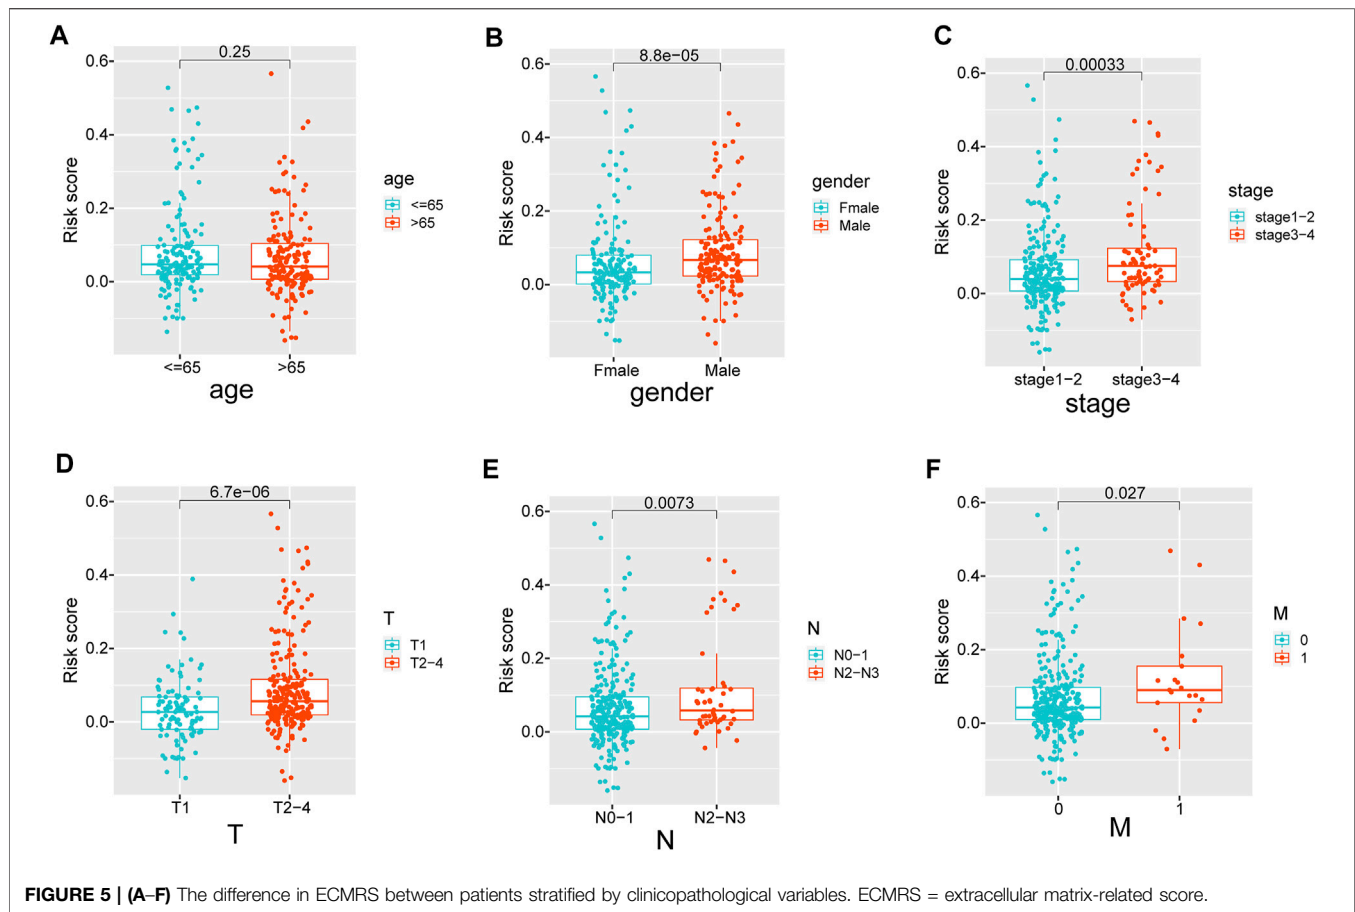 A
0.25
0.6
0.4
0.2
0.0
Risk score
<=65
>65
age
age
<=65
>65
B
8.8e−05
0.6
0.4
0.2
0.0
Risk score
Fmale
Male
gender
gender
Fmale
Male
C
0.00033
0.6
0.4
0.2
0.0
Risk score
stage1−2
stage3−4
stage
stage
stage1−2
stage3−4
D
6.7e−06
0.6
0.4
0.2
0.0
Risk score
T1
T2−4
T
T
T1
T2−4
E
0.0073
0.6
0.4
0.2
0.0
Risk score
N0−1
N2−N3
N
N
N0−1
N2−N3
F
0.027
0.6
0.4
0.2
0.0
Risk score
0
1
M
M
0
1
FIGURE 5 | (A–F) The difference in ECMRS between patients stratified by clinicopathological variables. ECMRS = extracellular matrix-related score.